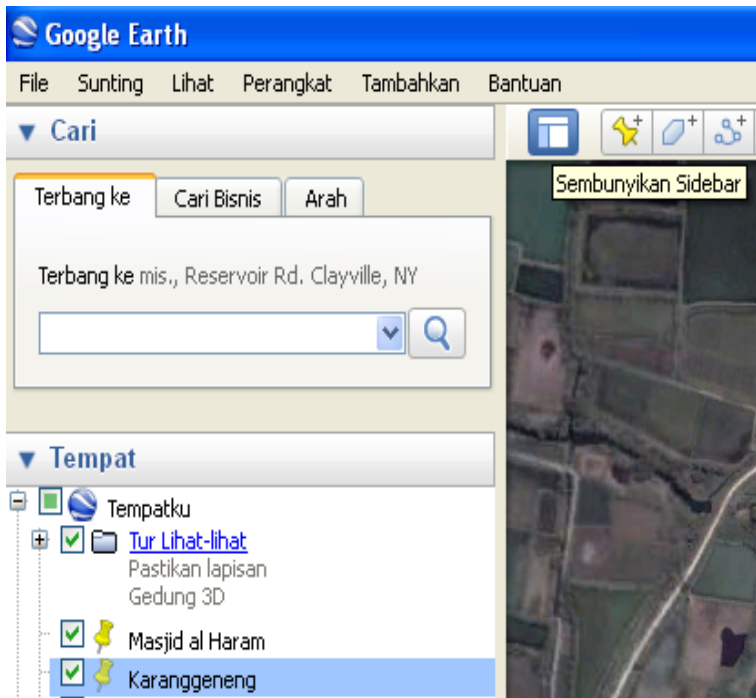 Google Earth
File Sunting Lihat Perangkat Tambahkan Bantuan
Cari
Sembunyikan Sidebar
Terbang ke Cari Bisnis Arah
Terbang ke mis., Reservoir Rd. Clayville, NY
Tempat
Tempatku
Tur Lihat-lihat
Pastikan lapisan
Gedung 3D
Masjid al Haram
Karanggeneng